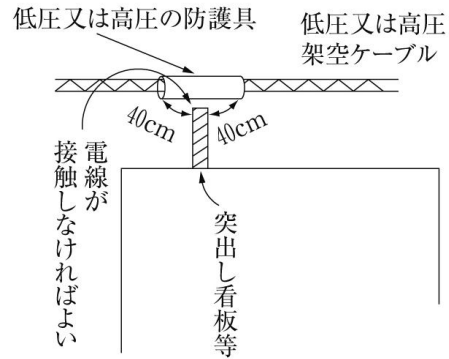 低圧又は高圧の防護具
低圧又は高圧
架空ケーブル
40cm
40cm
電線が
接触しなければよい
突出し看板等